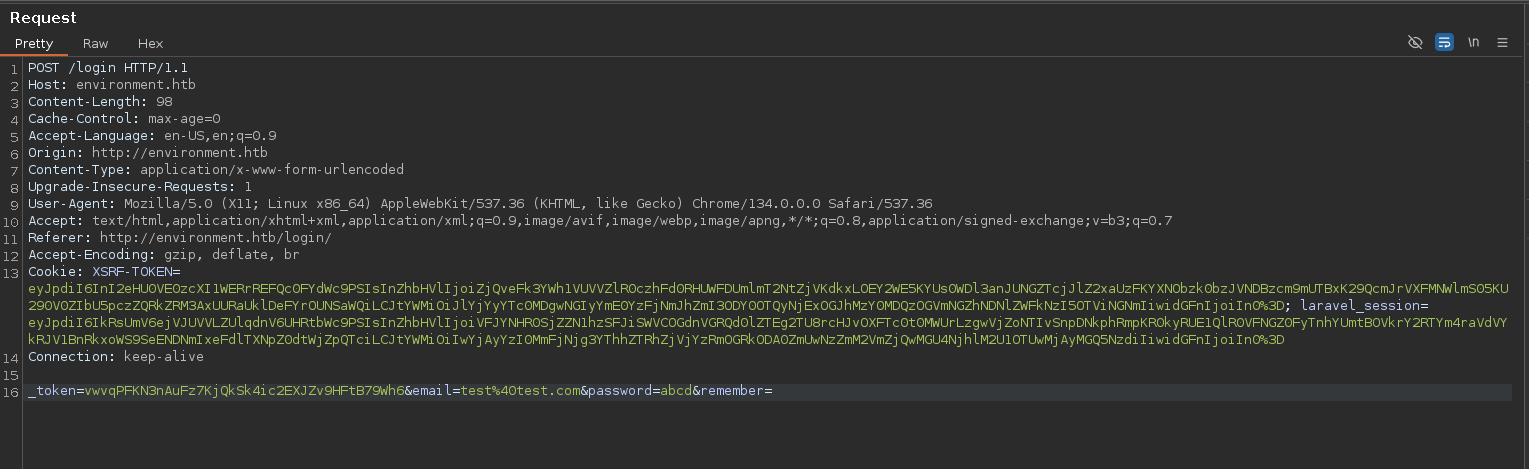 Request
Pretty Raw Hex
\n
1 POST /login HTTP/1.1
2 Host: environment.htb
3 Content-Length: 98
4 Cache-Control: max-age=0
5 Accept-Language: en-US,en;q=0.9
6 Origin: http://environment.htb
7 Content-Type: application/x-www-form-urlencoded
8 Upgrade-Insecure-Requests: 1
9 User-Agent: Mozilla/5.0 (X11; Linux x86_64) AppleWebKit/537.36 (KHTML, like Gecko) Chrome/134.0.0.0 Safari/537.36
10 Accept: text/html,application/xhtml+xml,application/xml;q=0.9,image/avif,image/webp,image/apng,*/*;q=0.8,application/signed-exchange;v=b3;q=0.7
11 Referer: http://environment.htb/login/
12 Accept-Encoding: gzip, deflate, br
13 Cookie: XSRF-TOKEN=
laravel_session=
14 Connection: keep-alive
15
16 _token=vwvqPFKN3nAuFz7KjQkSk4ic2EXJZv9HFtB79Wh6&email=test%40test.com&password=abcd&remember=